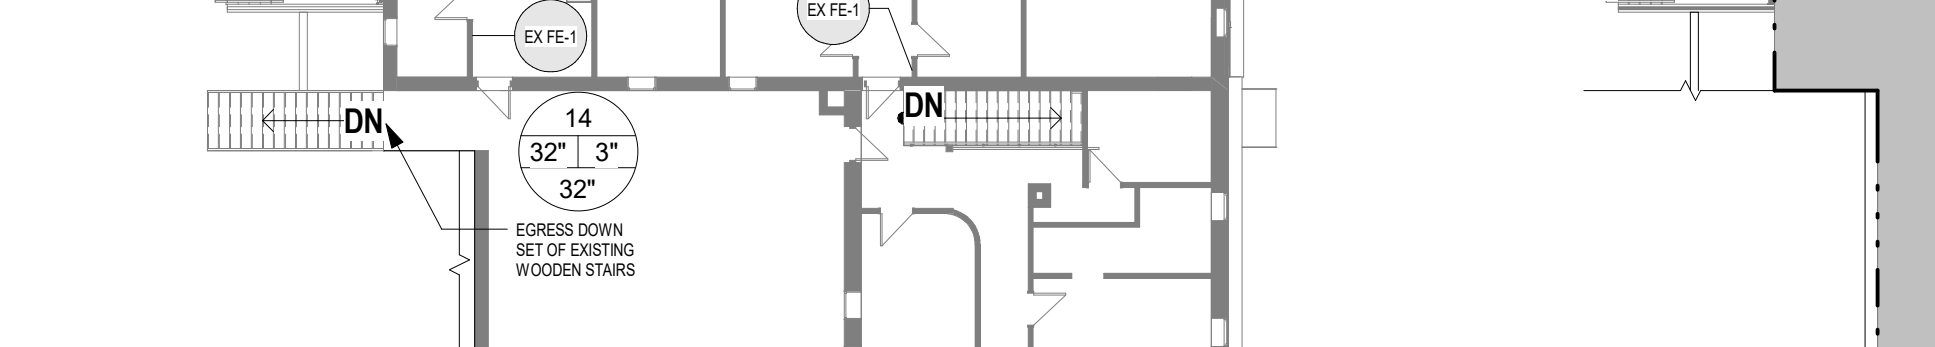 EX FE-1
EX FE-1
DN
DN
14
32" 3"
32"
EGRESS DOWN
SET OF EXISTING
WOODEN STAIRS